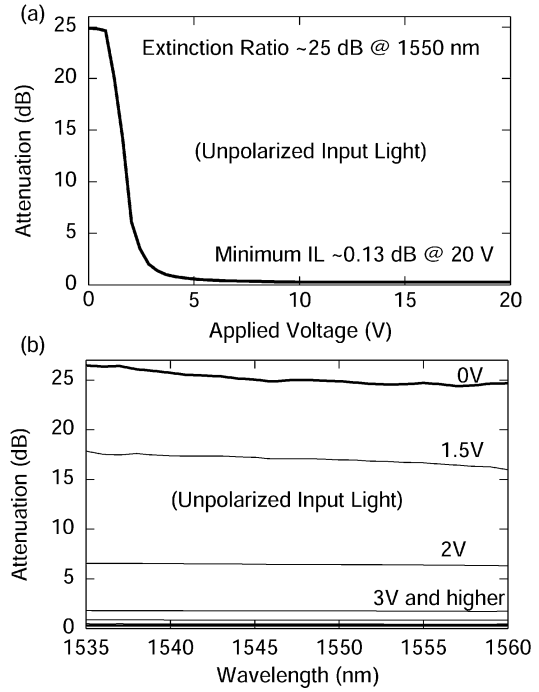 (a)
25
Extinction Ratio ~25 dB @ 1550 nm
20
15
(Unpolarized Input Light)
10
5
Minimum IL ~0.13 dB @ 20 V
0
Attenuation (dB)
0 5 10 15 20
Applied Voltage (V)
(b)
25
0V
20
1.5V
15
(Unpolarized Input Light)
10
2V
5
3V and higher
0
Attenuation (dB)
1535 1540 1545 1550 1555 1560
Wavelength (nm)